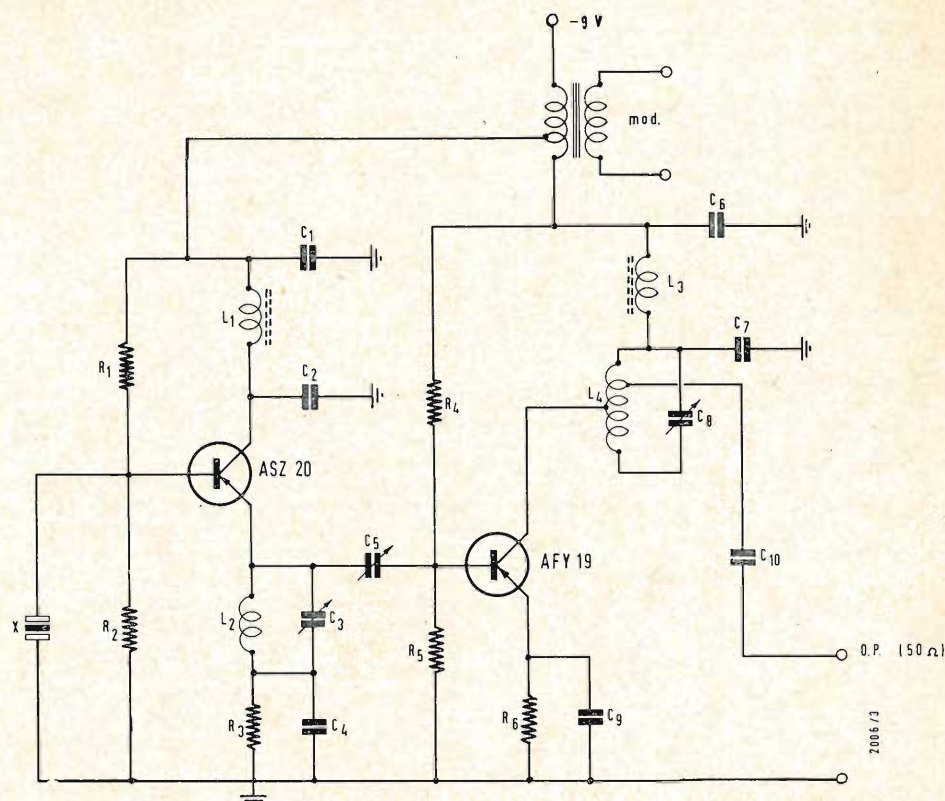 -9 V
mod.
C6
C1
L3
L1
C7
R1
C2
R4
L4
C8
ASZ 20
C5
AFY 19
C10
X
R2
L2
C3
R5
O.P. (50 Ω)
R3
C4
R6
C9
2006/3